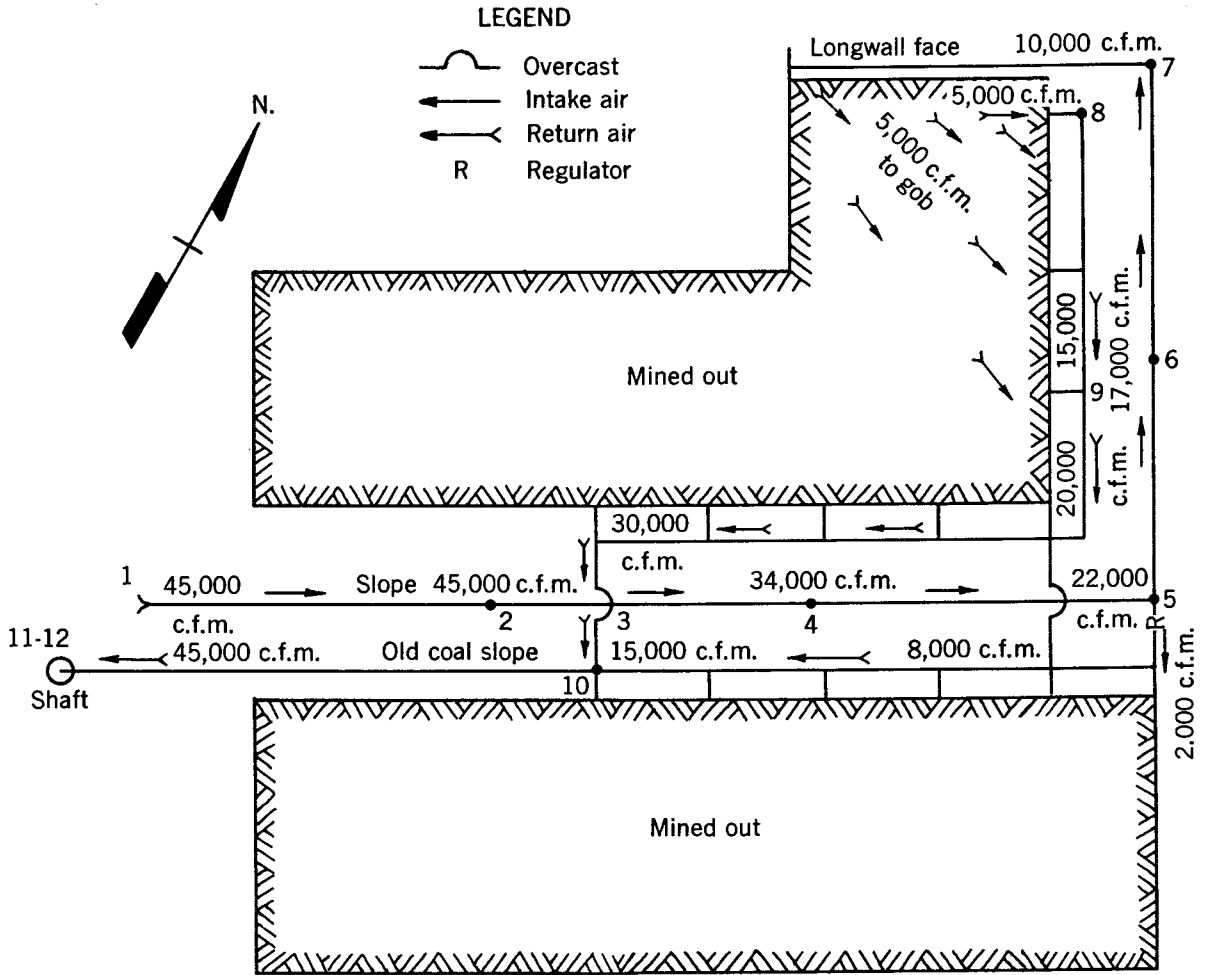 LEGEND
Overcast
Intake air
Return air
R Regulator
N.
Longwall face
10,000 c.f.m.
7
5,000 c.f.m.
8
5,000 c.f.m.
to gob
15,000
17,000 c.f.m.
6
9
Mined out
20,000
c.f.m.
30,000
c.f.m.
1
45,000
c.f.m.
Slope
45,000 c.f.m.
34,000 c.f.m.
22,000
c.f.m.
5
2
3
4
R
2.000 c.f.m.
11-12
Shaft
45,000 c.f.m.
Old coal slope
15,000 c.f.m.
8,000 c.f.m.
10
Mined out